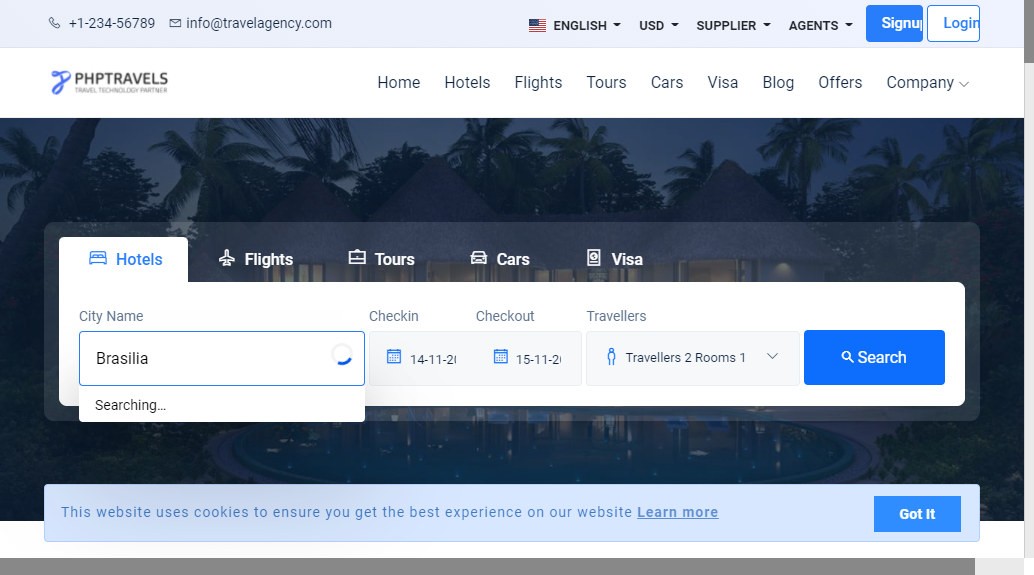 +1-234-56789 info@travelagency.com ENGLISH USD SUPPLIER AGENTS Signup Login
PHPTRAVELS
TRAVEL TECHNOLOGY PARTNER
Home Hotels Flights Tours Cars Visa Blog Offers Company
Hotels Flights Tours Cars Visa
City Name Checkin Checkout Travellers
Brasilia 14-11-20 15-11-20 Travellers 2 Rooms 1 Search
Searching…
This website uses cookies to ensure you get the best experience on our website Learn more Got It